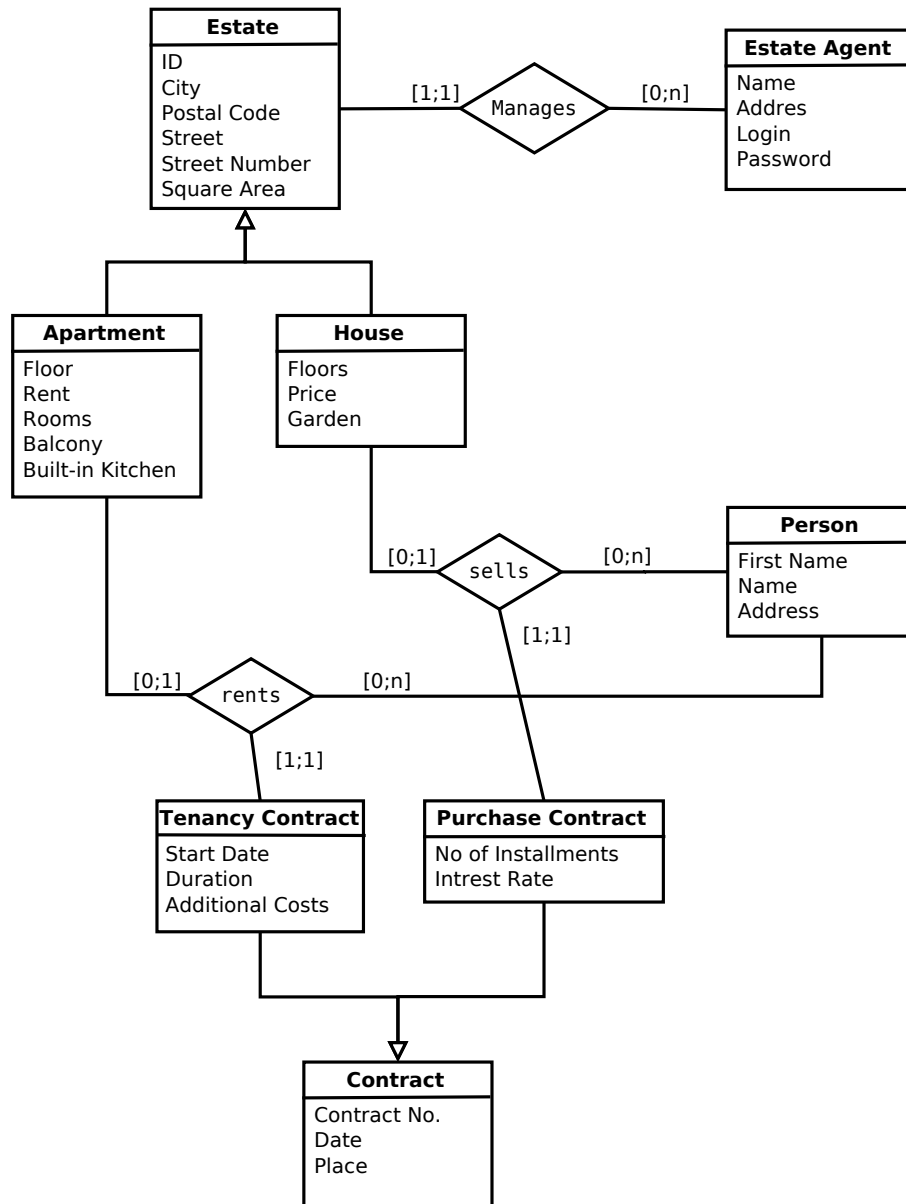 Estate
ID
City
Postal Code
Street
Street Number
Square Area
[1;1]
Manages
[0;n]
Estate Agent
Name
Addres
Login
Password
Apartment
Floor
Rent
Rooms
Balcony
Built-in Kitchen
House
Floors
Price
Garden
[0;1]
sells
[0;n]
[1;1]
Person
First Name
Name
Address
[0;1]
rents
[0;n]
[1;1]
Tenancy Contract
Start Date
Duration
Additional Costs
Purchase Contract
No of Installments
Intrest Rate
Contract
Contract No.
Date
Place